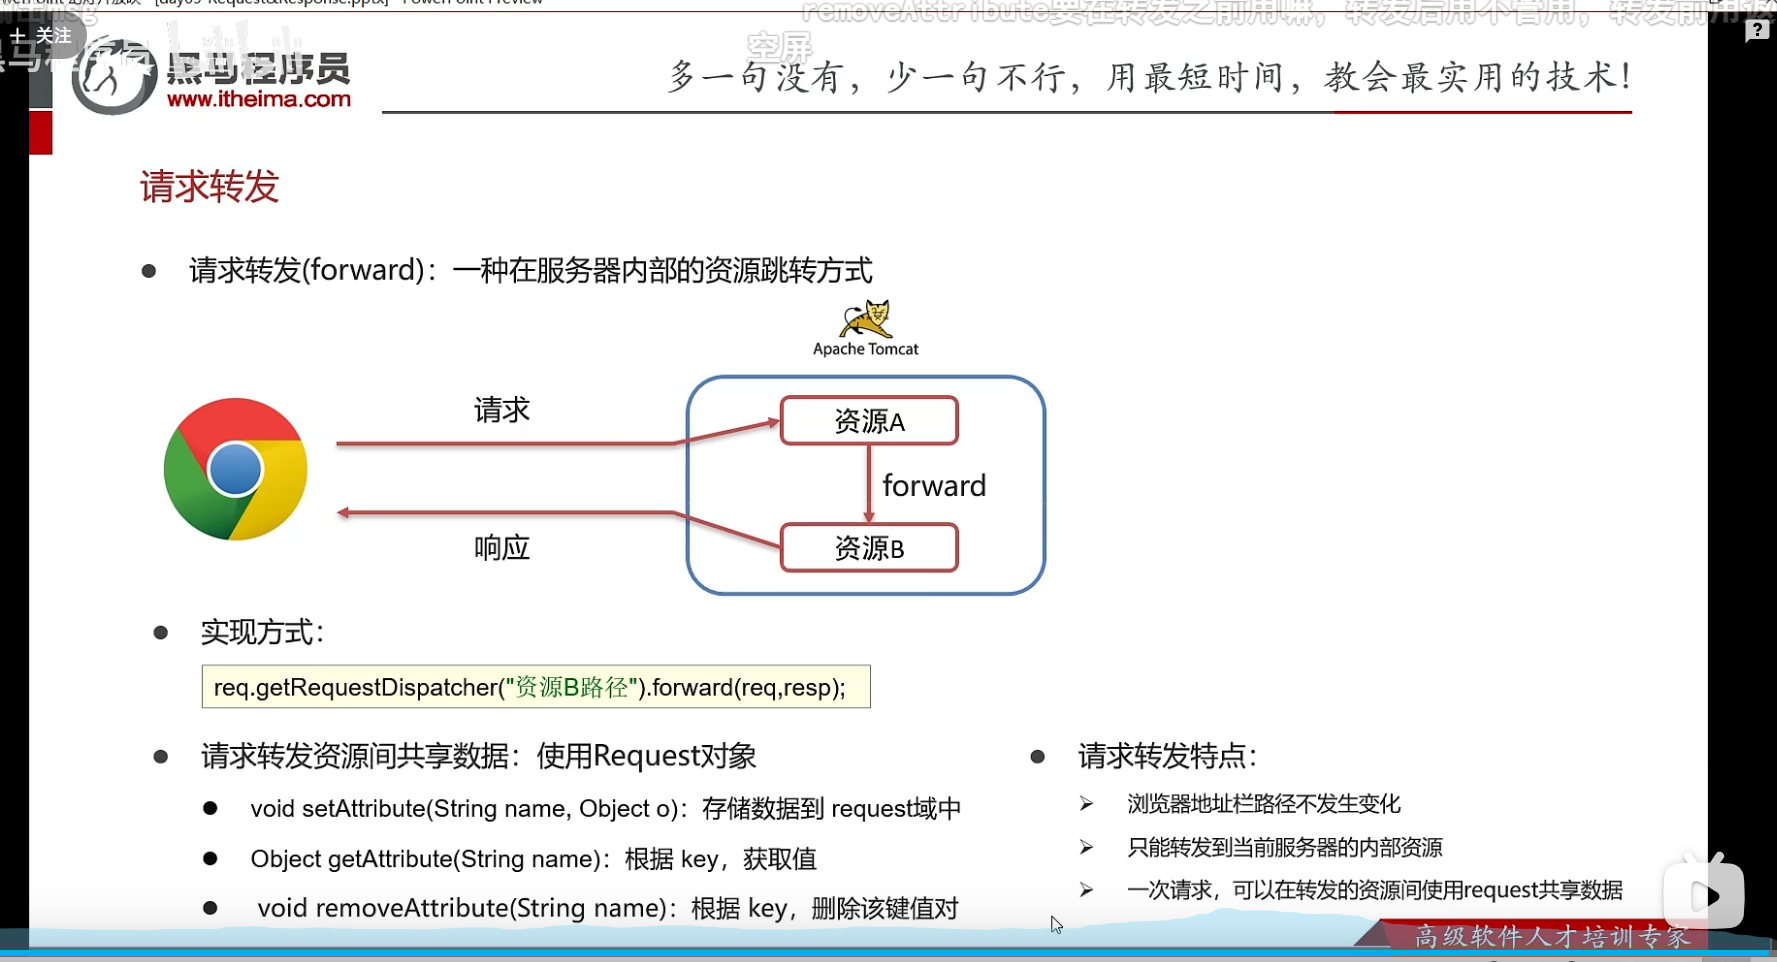 removeAttribute要在转发之前用嘛，转发后用不管用，转发前用该
空屏
+ 关注
黑马程序员
www.itheima.com
多一句没有，少一句不行，用最短时间，教会最实用的技术！
请求转发
请求转发(forward)：一种在服务器内部的资源跳转方式
Apache Tomcat
请求
资源A
forward
响应
资源B
实现方式：
req.getRequestDispatcher("资源B路径").forward(req,resp);
请求转发资源间共享数据：使用Request对象
void setAttribute(String name, Object o)：存储数据到 request域中
Object getAttribute(String name)：根据 key，获取值
void removeAttribute(String name)：根据 key，删除该键值对
请求转发特点：
浏览器地址栏路径不发生变化
只能转发到当前服务器的内部资源
一次请求，可以在转发的资源间使用request共享数据
高级软件人才培训专家